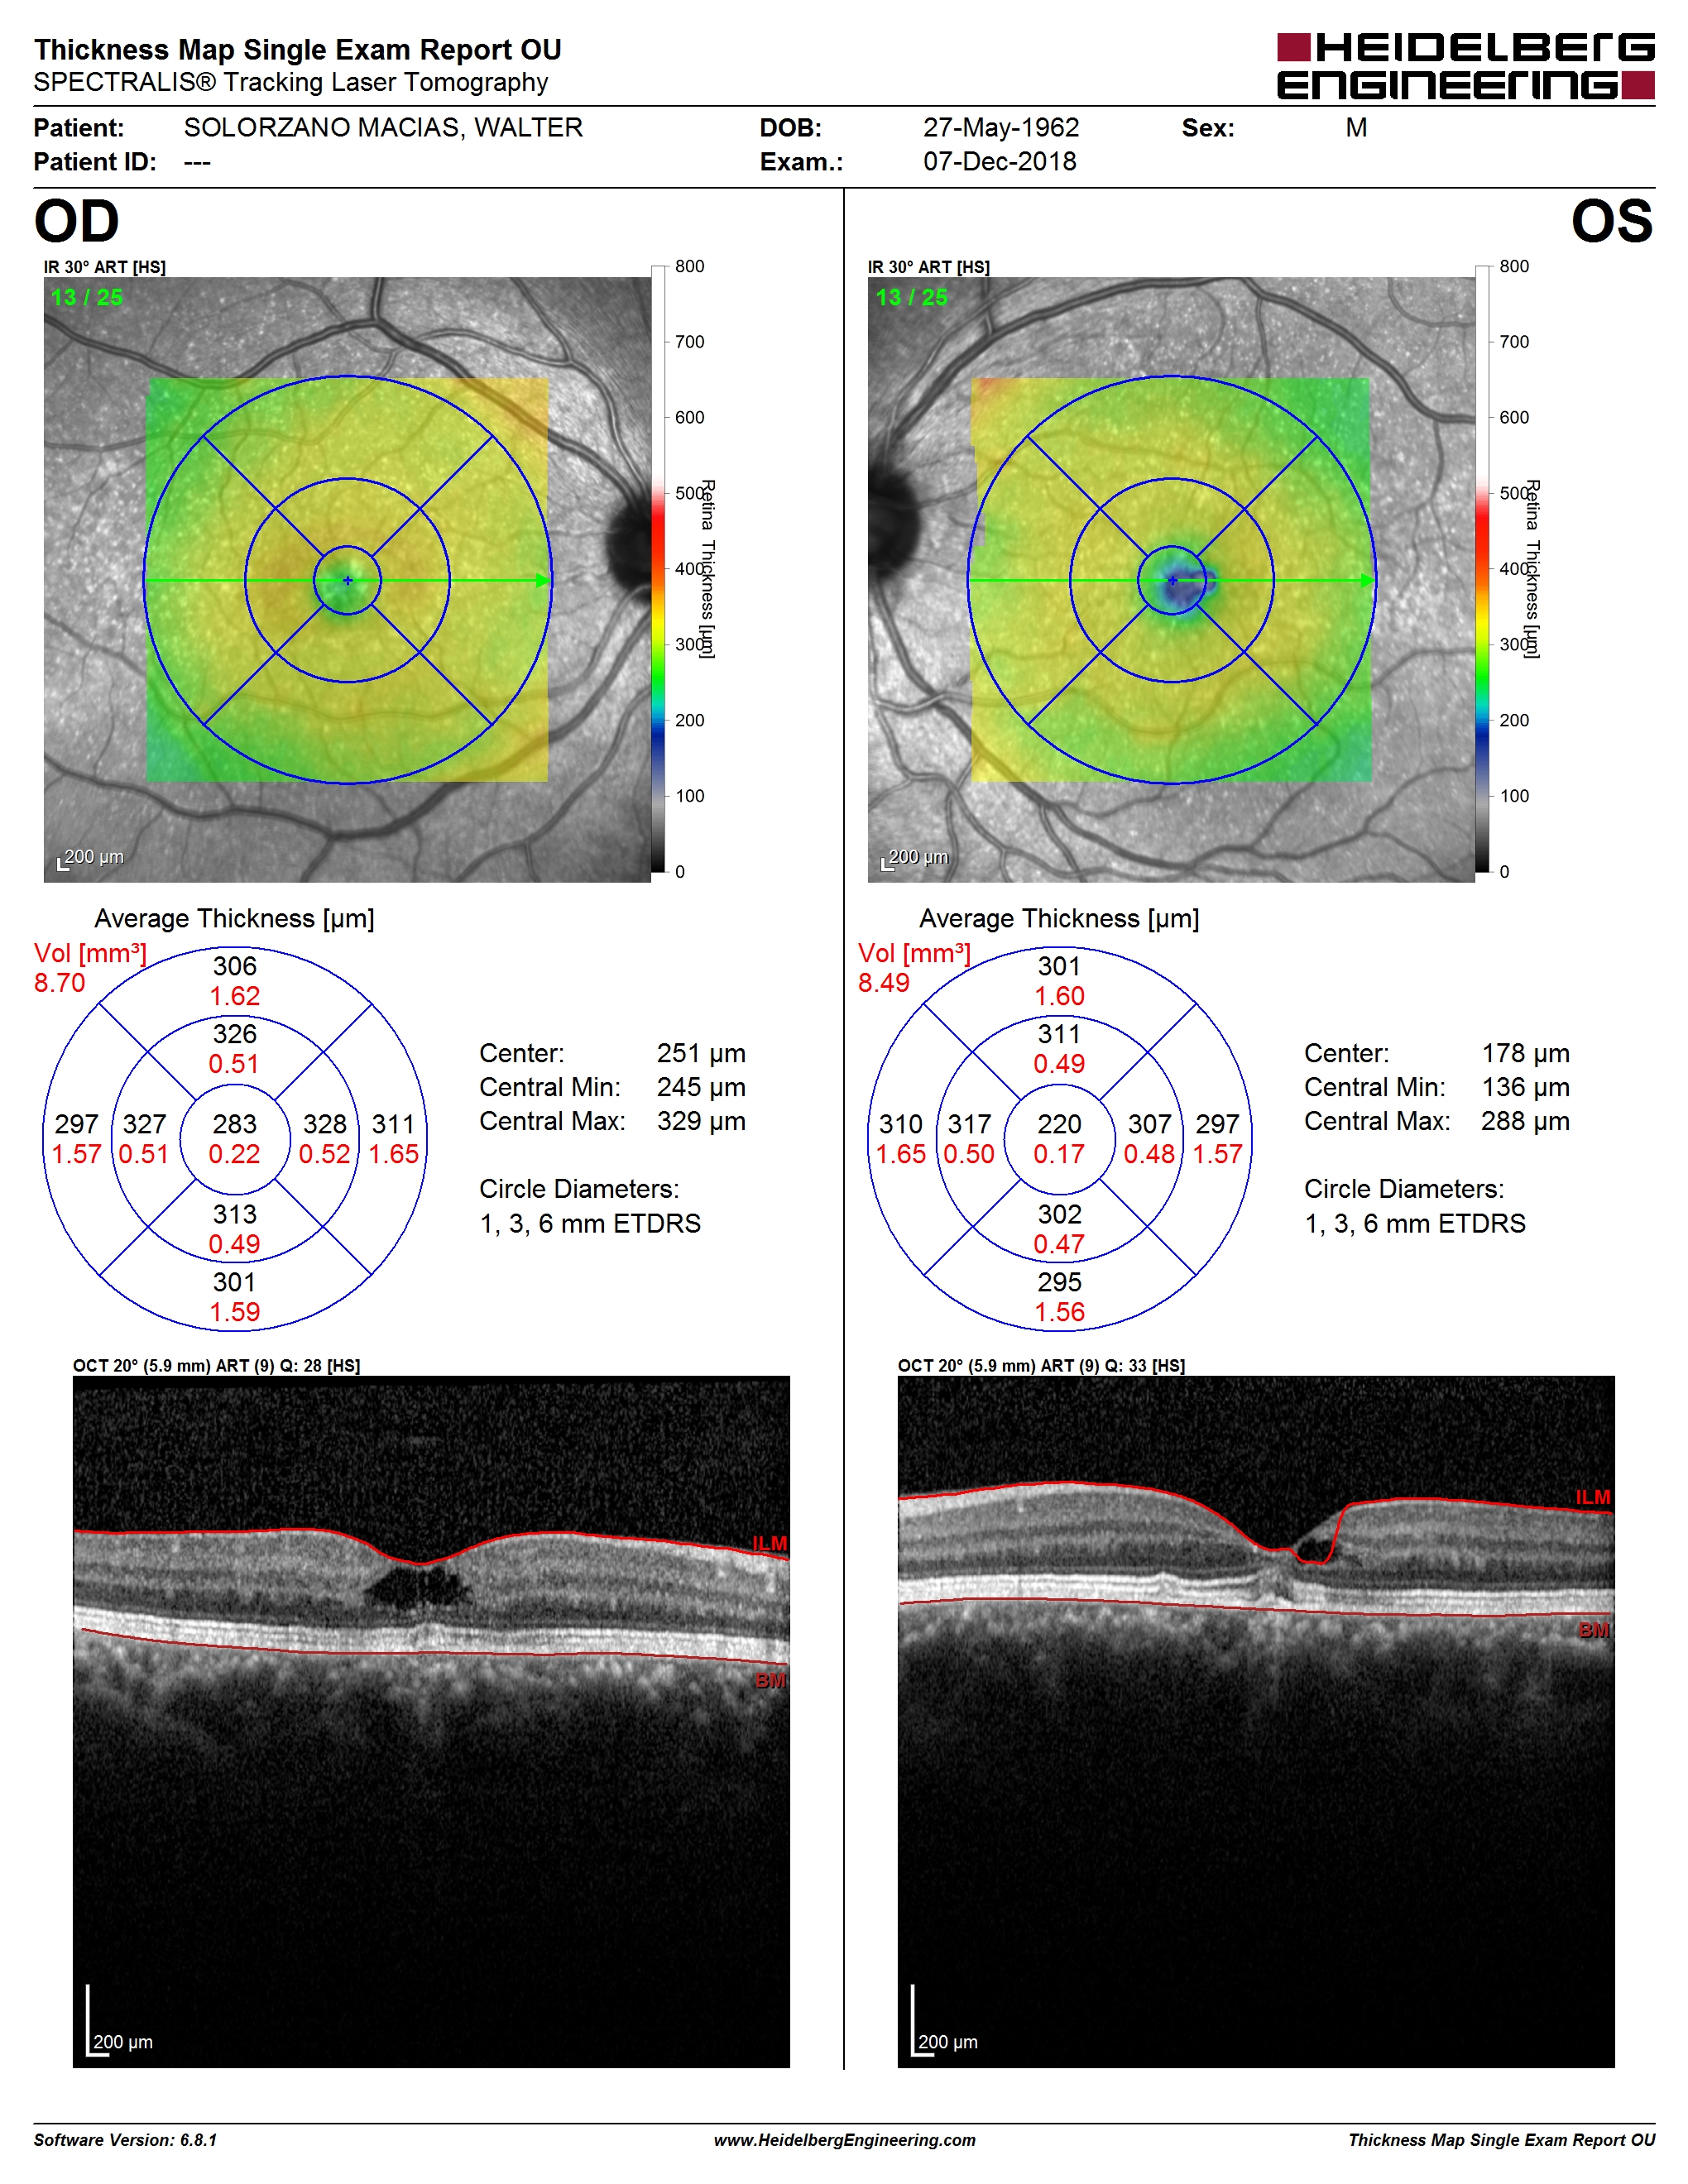 Thickness Map Single Exam Report OU
SPECTRALIS® Tracking Laser Tomography
HEIDELBERG
ENGINEERING
Patient: SOLORZANO MACIAS, WALTER DOB: 27-May-1962 Sex: M
Patient ID: --- Exam.: 07-Dec-2018
OD
IR 30° ART [HS]
13 / 25
200 µm
800
700
600
500
400
300
200
100
0
Retina Thickness [µm]
Average Thickness [µm]
Vol [mm³]
8.70
306
1.62
326
0.51
297 327 283 328 311
1.57 0.51 0.22 0.52 1.65
313
0.49
301
1.59
Center: 251 µm
Central Min: 245 µm
Central Max: 329 µm
Circle Diameters:
1, 3, 6 mm ETDRS
OCT 20° (5.9 mm) ART (9) Q: 28 [HS]
ILM
BM
200 µm
OS
IR 30° ART [HS]
13 / 25
200 µm
800
700
600
500
400
300
200
100
0
Retina Thickness [µm]
Average Thickness [µm]
Vol [mm³]
8.49
301
1.60
311
0.49
310 317 220 307 297
1.65 0.50 0.17 0.48 1.57
302
0.47
295
1.56
Center: 178 µm
Central Min: 136 µm
Central Max: 288 µm
Circle Diameters:
1, 3, 6 mm ETDRS
OCT 20° (5.9 mm) ART (9) Q: 33 [HS]
ILM
BM
200 µm
Software Version: 6.8.1 www.HeidelbergEngineering.com Thickness Map Single Exam Report OU